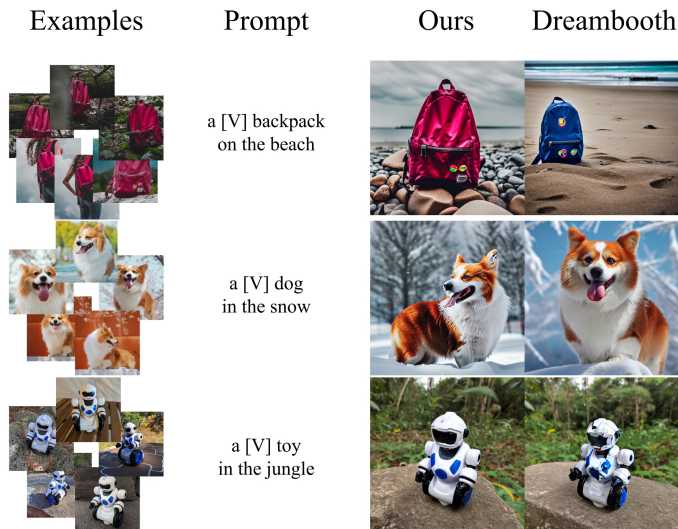 Examples
Prompt
Ours
Dreambooth
a [V] backpack
on the beach
a [V] dog
in the snow
a [V] toy
in the jungle